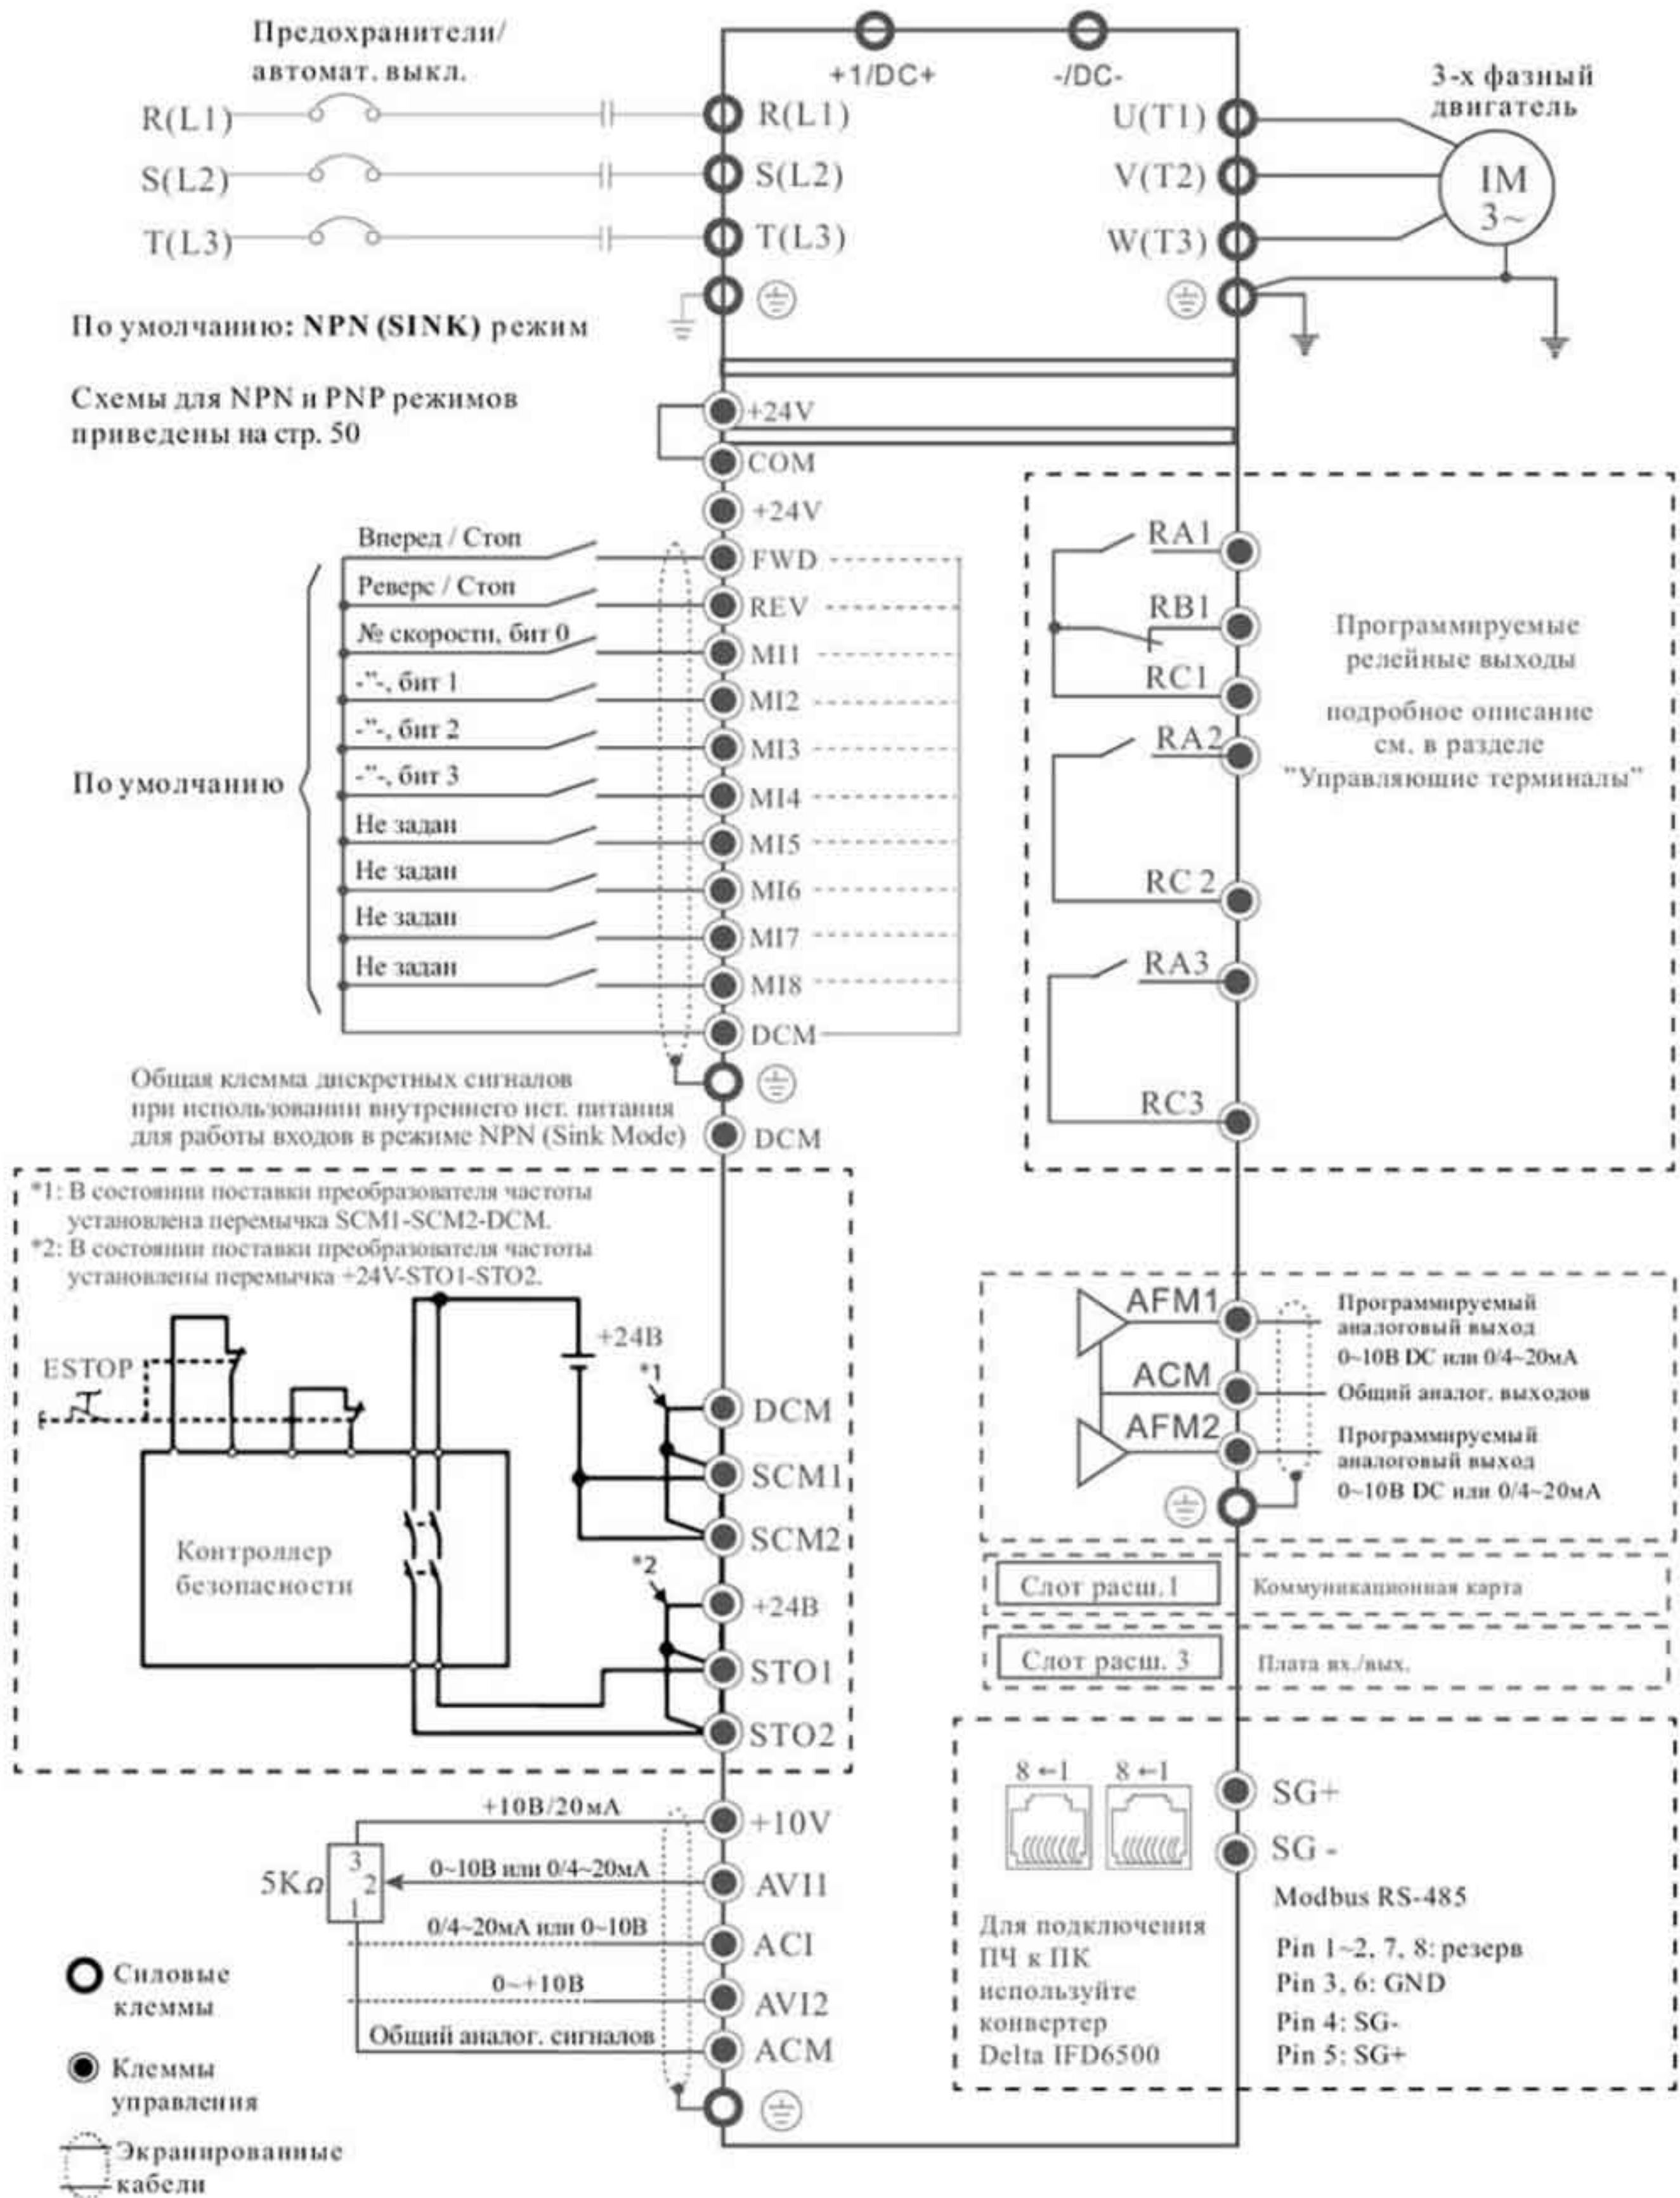 Предохранители/
автомат. выкл.
+1/DC+
-/DC-
3-х фазный
двигатель
R(L1)
R(L1)
U(T1)
S(L2)
S(L2)
V(T2)
IM
3~
T(L3)
T(L3)
W(T3)
По умолчанию: NPN (SINK) режим
Схемы для NPN и PNP режимов
приведены на стр. 50
+24V
COM
+24V
Вперед / Стоп
FWD
Реверс / Стоп
REV
№ скорости, бит 0
MI1
-"-, бит 1
MI2
-"-, бит 2
MI3
По умолчанию
-"-, бит 3
MI4
Не задан
MI5
Не задан
MI6
Не задан
MI7
Не задан
MI8
DCM
Общая клемма дискретных сигналов
при использовании внутреннего ист. питания
для работы входов в режиме NPN (Sink Mode)
DCM
RA1
RB1
RC1
RA2
RC 2
RA3
RC3
Программируемые
релейные выходы
подробное описание
см. в разделе
"Управляющие терминалы"
*1: В состоянии поставки преобразователя частоты
установлена перемычка SCM1-SCM2-DCM.
*2: В состоянии поставки преобразователя частоты
установлены перемычка +24V-STO1-STO2.
ESTOP
+24В
*1
DCM
SCM1
SCM2
Контроллер
безопасности
*2
+24В
STO1
STO2
AFM1
Программируемый
аналоговый выход
0~10В DC или 0/4~20мА
ACM
Общий аналог. выходов
AFM2
Программируемый
аналоговый выход
0~10В DC или 0/4~20мА
Слот расш.1
Коммуникационная карта
Слот расш. 3
Плата вх./вых.
8←1
8←1
SG+
SG -
Modbus RS-485
Для подключения
ПЧ к ПК
используйте
конвертер
Delta IFD6500
Pin 1~2, 7, 8: резерв
Pin 3, 6: GND
Pin 4: SG-
Pin 5: SG+
+10В/20мА
+10V
5KΩ
3
2
1
0~10В или 0/4~20мА
AVI1
0/4~20мА или 0~10В
ACI
0~+10В
AVI2
Общий аналог. сигналов
ACM
Силовые
клеммы
Клеммы
управления
Экранированные
кабели